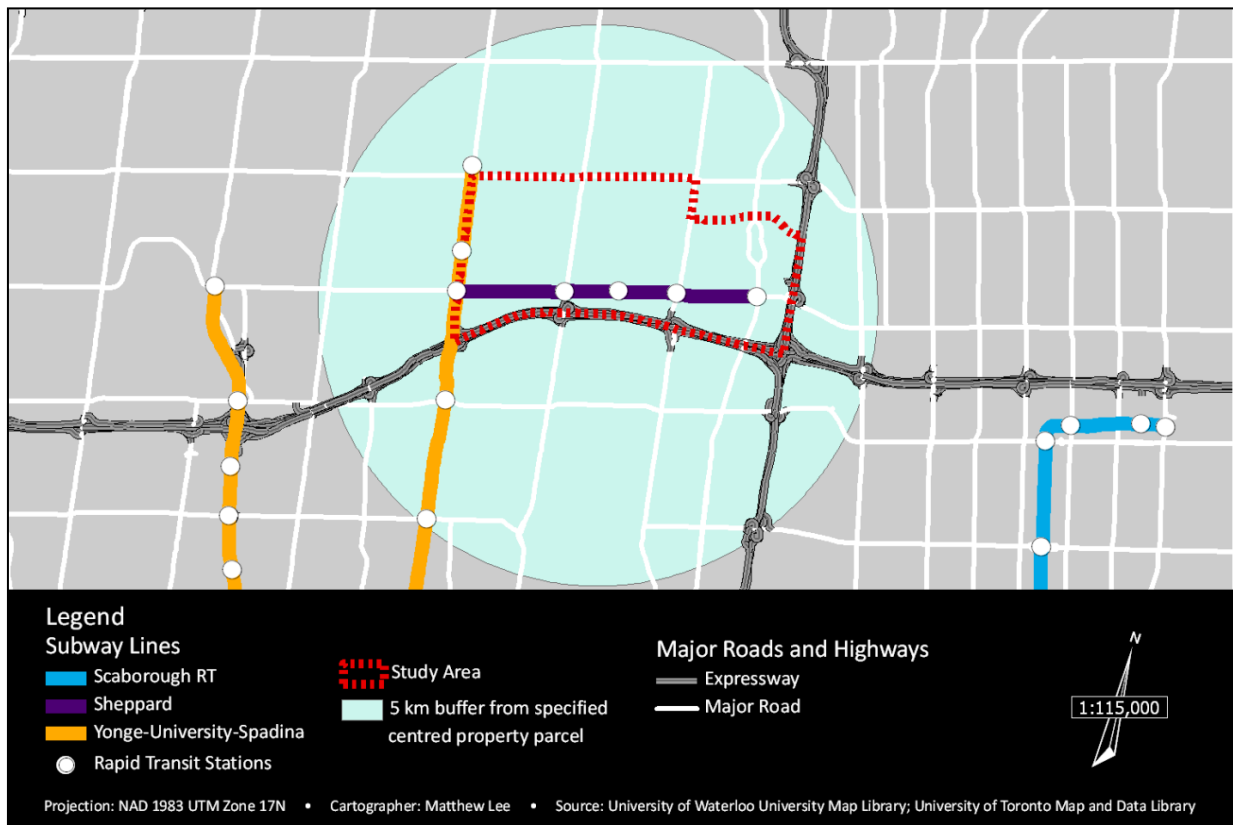 Legend
Subway Lines
Scaborough RT
Sheppard
Yonge-University-Spadina
Rapid Transit Stations
Study Area
5 km buffer from specified
centred property parcel
Major Roads and Highways
Expressway
Major Road
N
1:115,000
Projection: NAD 1983 UTM Zone 17N • Cartographer: Matthew Lee • Source: University of Waterloo University Map Library; University of Toronto Map and Data Library